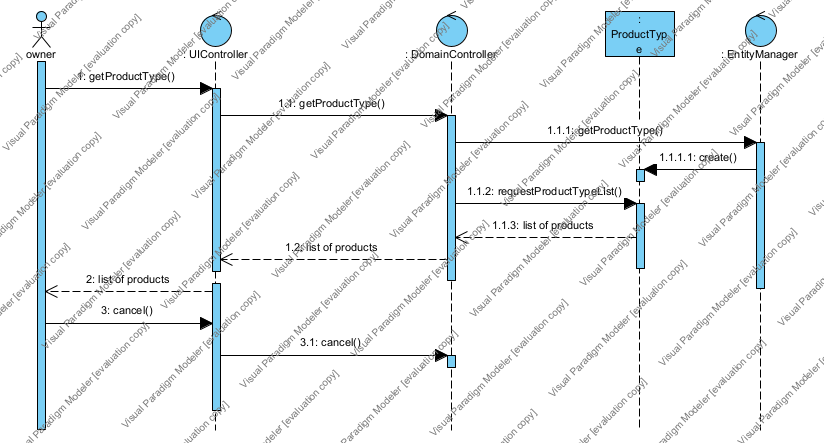 owner
: UIController
: DomainController
:
ProductTyp
e
: EntityManager
1: getProductType()
1.1: getProductType()
1.1.1: getProductType()
1.1.1.1: create()
1.1.2: requestProductTypeList()
1.1.3: list of products
1.2: list of products
2: list of products
3: cancel()
3.1: cancel()
Visual Paradigm Modeler [evaluation copy]